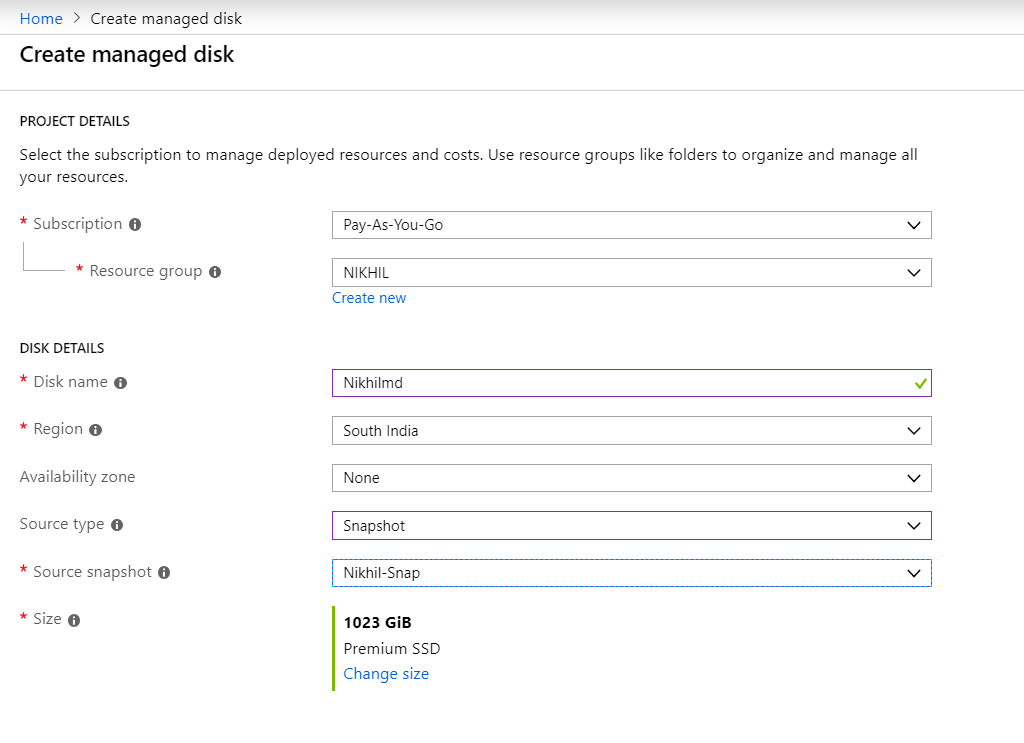 Home > Create managed disk
Create managed disk
PROJECT DETAILS
Select the subscription to manage deployed resources and costs. Use resource groups like folders to organize and manage all
your resources.
* Subscription Pay-As-You-Go
* Resource group NIKHIL
Create new
DISK DETAILS
* Disk name Nikhilmd
* Region South India
Availability zone None
Source type Snapshot
* Source snapshot Nikhil-Snap
* Size 1023 GiB
Premium SSD
Change size